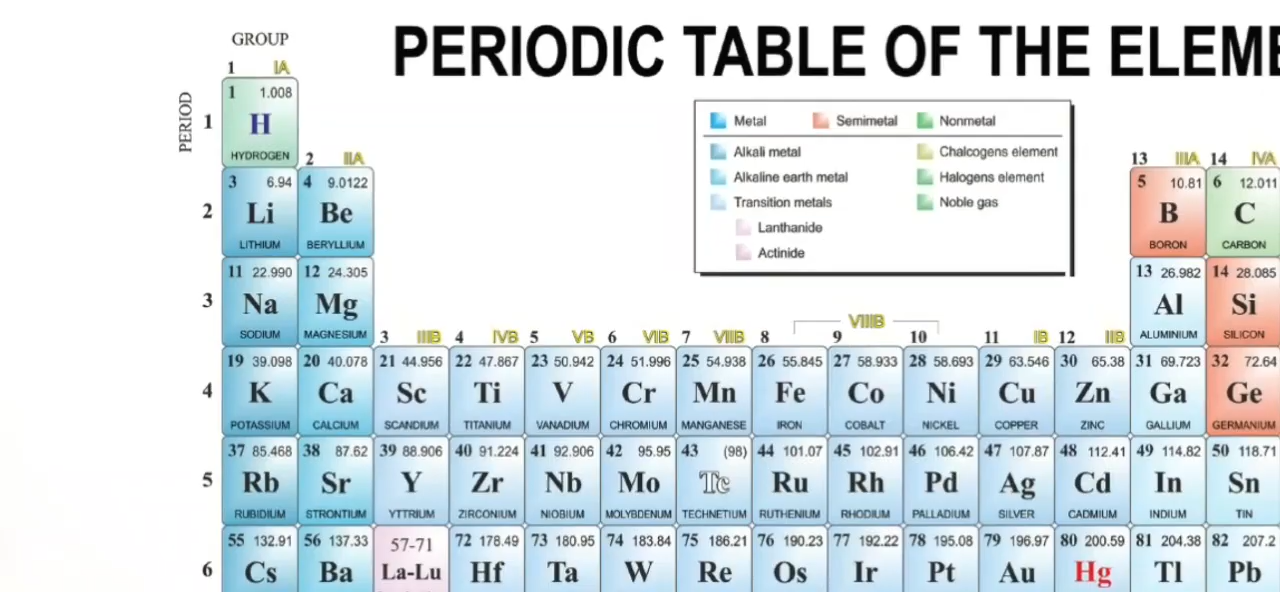 PERIODIC TABLE OF THE ELEME
GROUP
1 IA
PERIOD
1
1 1.008
H
HYDROGEN
Metal Semimetal Nonmetal
Alkali metal Chalcogens element
Alkaline earth metal Halogens element
Transition metals Noble gas
Lanthanide
Actinide
2 IIA 13 IIIA 14 IVA
3 6.94 4 9.0122 5 10.81 6 12.011
2 Li Be B C
LITHIUM BERYLLIUM BORON CARBON
11 22.990 12 24.305 13 26.982 14 28.085
3 Na Mg Al Si
SODIUM MAGNESIUM ALUMINIUM SILICON
3 IIIB 4 IVB 5 VB 6 VIB 7 VIIB 8 VIIIB 9 10 11 IB 12 IIB
19 39.098 20 40.078 21 44.956 22 47.867 23 50.942 24 51.996 25 54.938 26 55.845 27 58.933 28 58.693 29 63.546 30 65.38 31 69.723 32 72.64
4 K Ca Sc Ti V Cr Mn Fe Co Ni Cu Zn Ga Ge
POTASSIUM CALCIUM SCANDIUM TITANIUM VANADIUM CHROMIUM MANGANESE IRON COBALT NICKEL COPPER ZINC GALLIUM GERMANIUM
37 85.468 38 87.62 39 88.906 40 91.224 41 92.906 42 95.95 43 (98) 44 101.07 45 102.91 46 106.42 47 107.87 48 112.41 49 114.82 50 118.71
5 Rb Sr Y Zr Nb Mo Tc Ru Rh Pd Ag Cd In Sn
RUBIDIUM STRONTIUM YTTRIUM ZIRCONIUM NIOBIUM MOLYBDENUM TECHNETIUM RUTHENIUM RHODIUM PALLADIUM SILVER CADMIUM INDIUM TIN
55 132.91 56 137.33 57-71 72 178.49 73 180.95 74 183.84 75 186.21 76 190.23 77 192.22 78 195.08 79 196.97 80 200.59 81 204.38 82 207.2
6 Cs Ba La-Lu Hf Ta W Re Os Ir Pt Au Hg Tl Pb